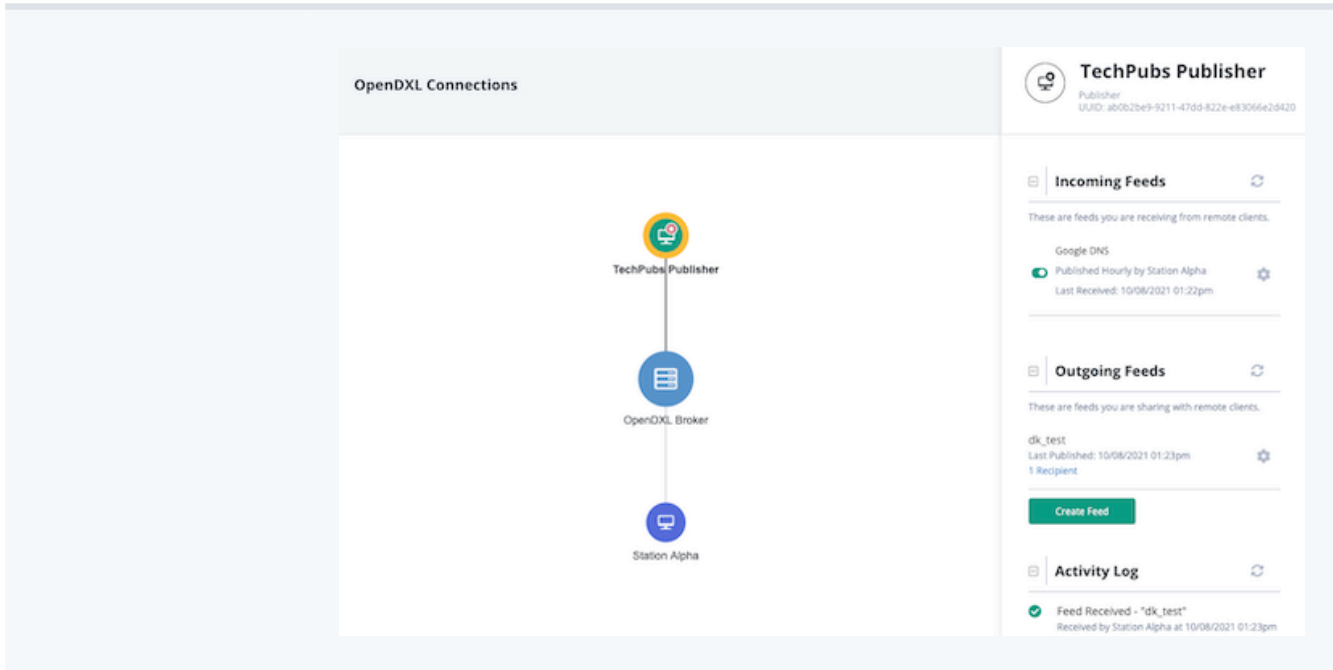 OpenDXL Connections
TechPubs Publisher
OpenDXL Broker
Station Alpha
TechPubs Publisher
Publisher
UUID: ab0b2be9-9211-47dd-822e-e83066e2d420
Incoming Feeds
These are feeds you are receiving from remote clients.
Google DNS
Published Hourly by Station Alpha
Last Received: 10/08/2021 01:22pm
Outgoing Feeds
These are feeds you are sharing with remote clients.
dk_test
Last Published: 10/08/2021 01:23pm
1 Recipient
Create Feed
Activity Log
Feed Received - "dk_test"
Received by Station Alpha at 10/08/2021 01:23pm